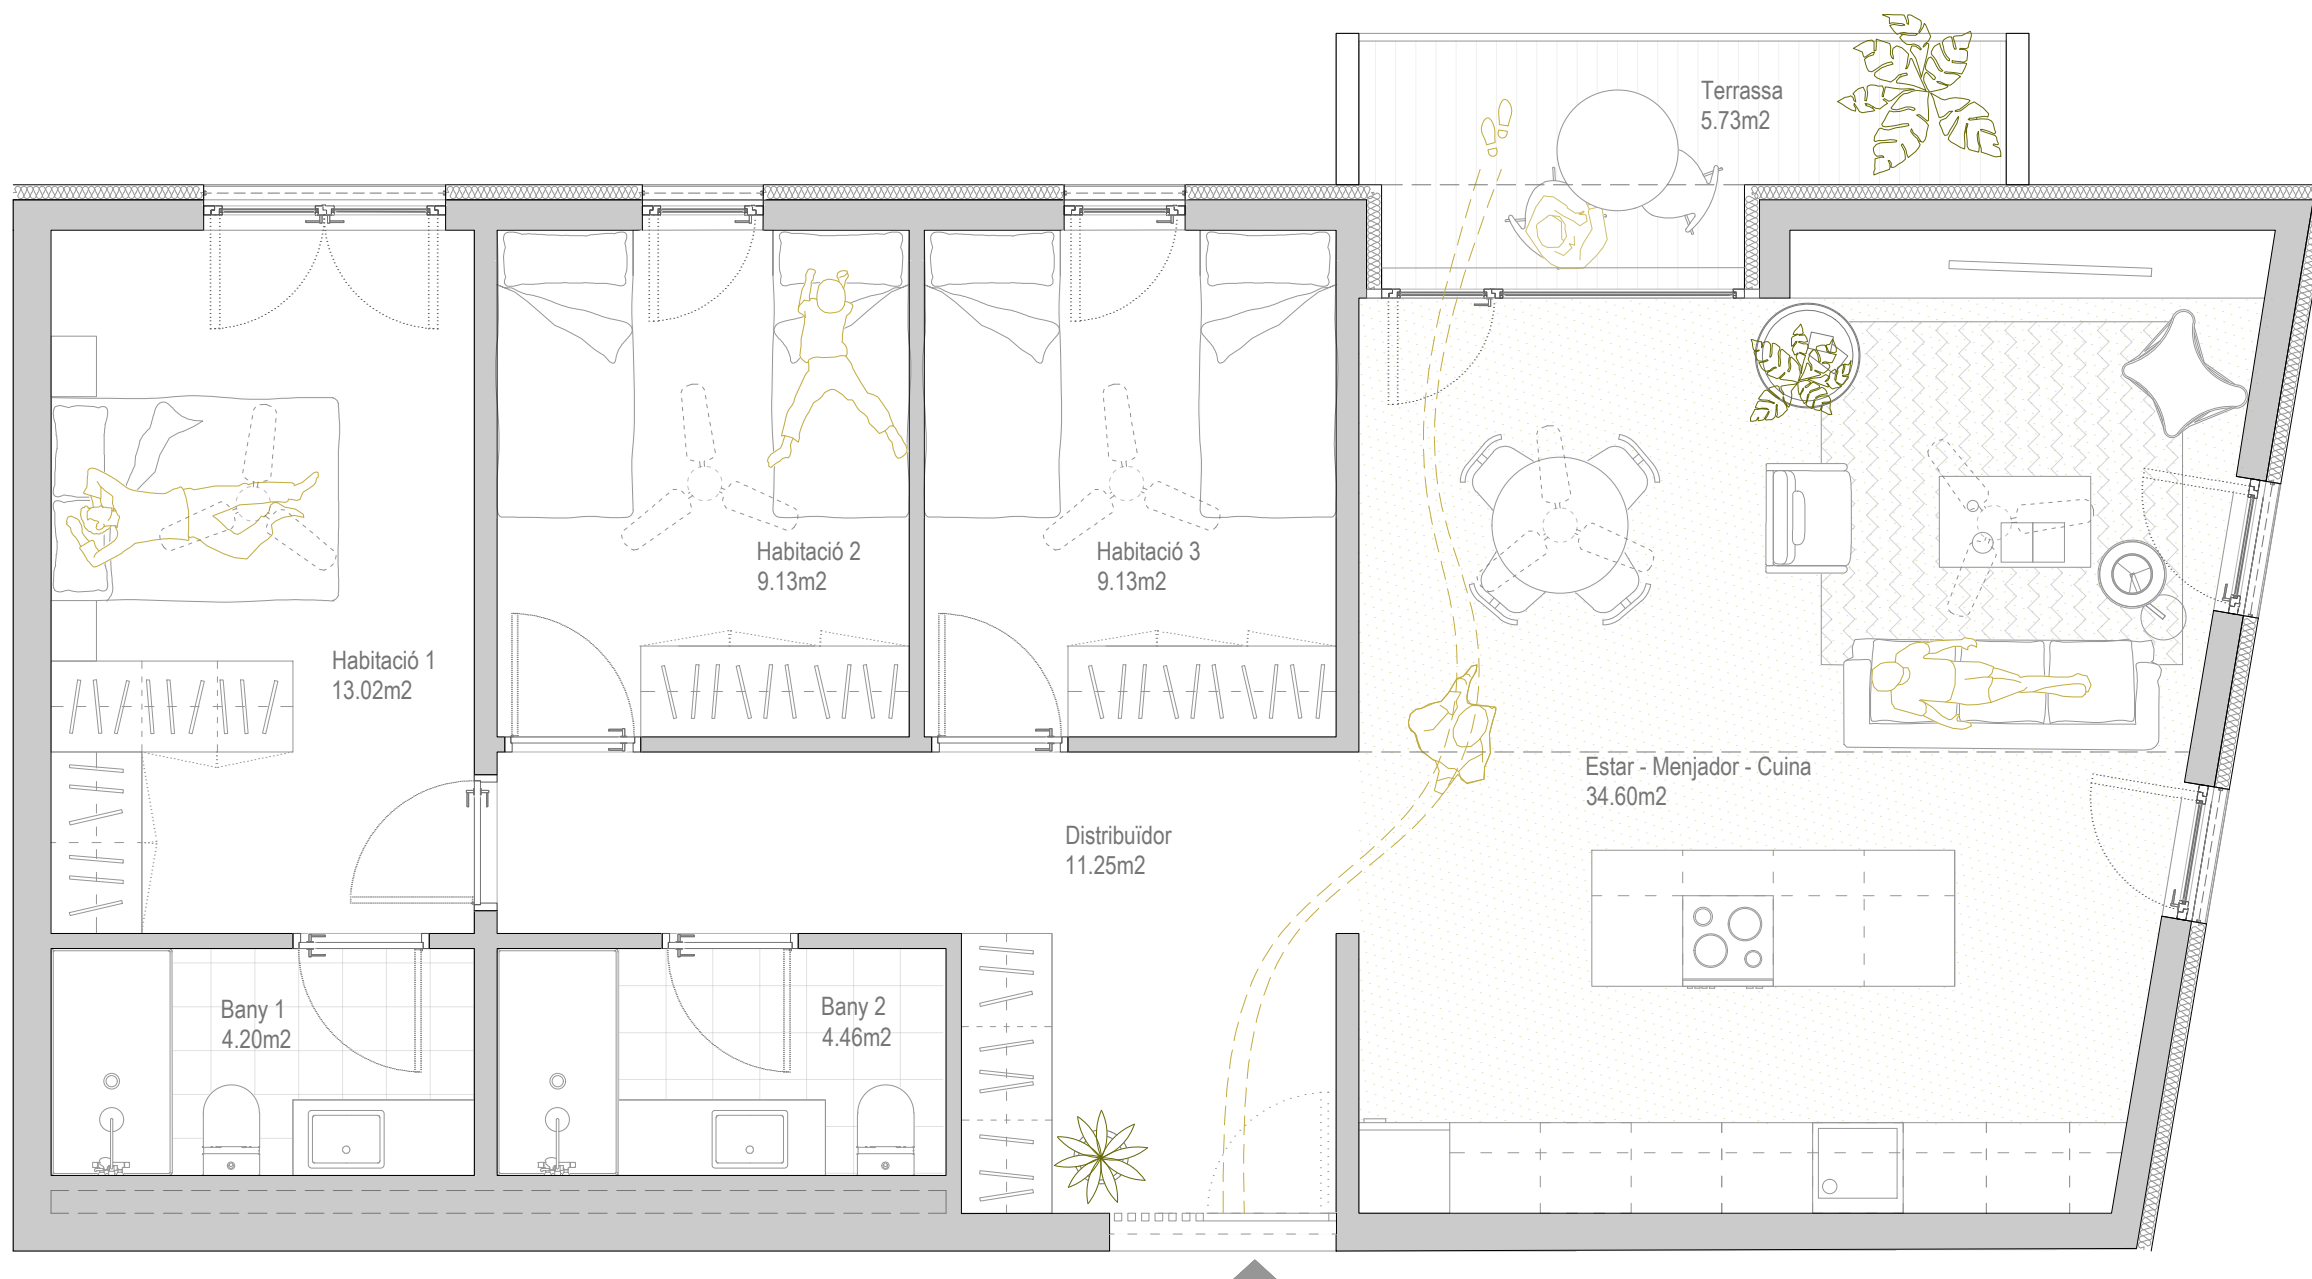 Terrassa
5.73m2
Habitació 2
9.13m2
Habitació 3
9.13m2
Habitació 1
13.02m2
Estar - Menjador - Cuina
34.60m2
Distribuïdor
11.25m2
Bany 1
4.20m2
Bany 2
4.46m2